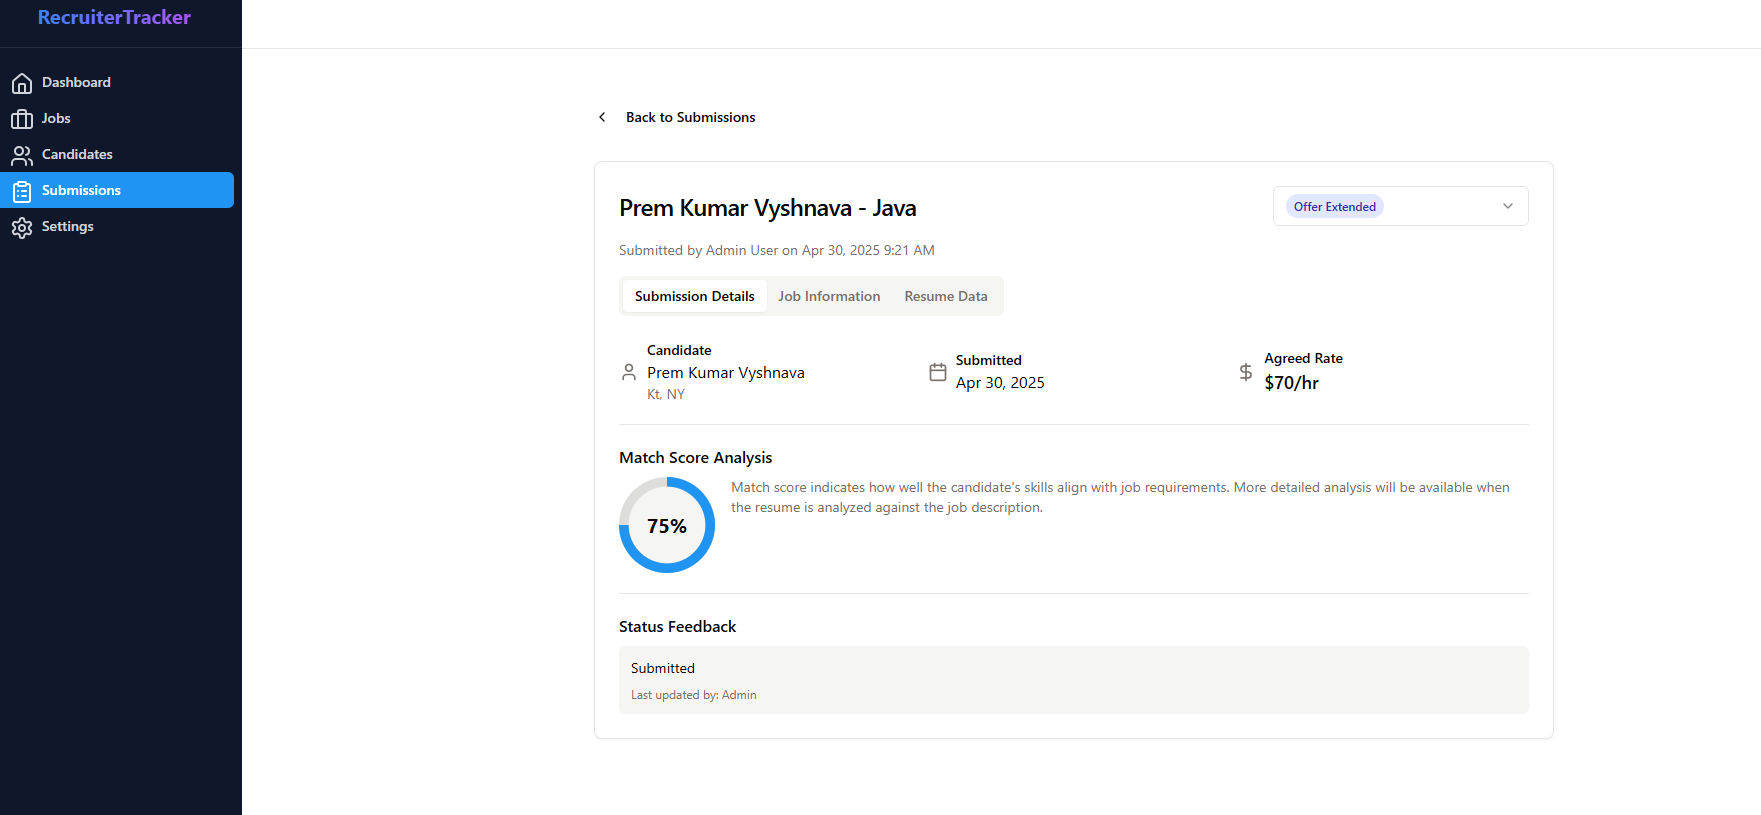 RecruiterTracker
Dashboard
Jobs
Candidates
Submissions
Settings
Back to Submissions
Prem Kumar Vyshnava - Java
Offer Extended
Submitted by Admin User on Apr 30, 2025 9:21 AM
Submission Details
Job Information
Resume Data
Candidate
Prem Kumar Vyshnava
Kt, NY
Submitted
Apr 30, 2025
Agreed Rate
$70/hr
Match Score Analysis
75%
Match score indicates how well the candidate's skills align with job requirements. More detailed analysis will be available when
the resume is analyzed against the job description.
Status Feedback
Submitted
Last updated by: Admin